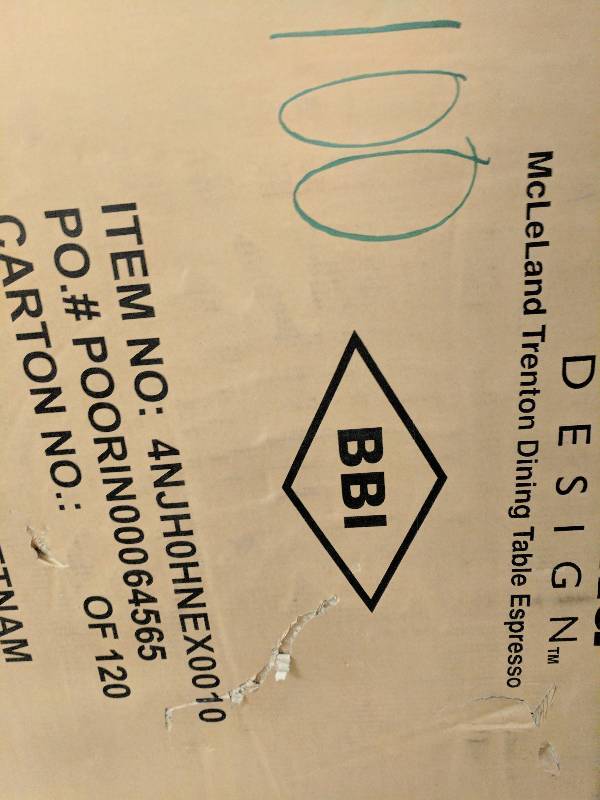 DESIGN™
McLeLand Trenton Dining Table Espresso
100
BBI
ITEM NO: 4NJH0HNEX0010
PO.# POORIN00064565
CARTON NO.: OF 120